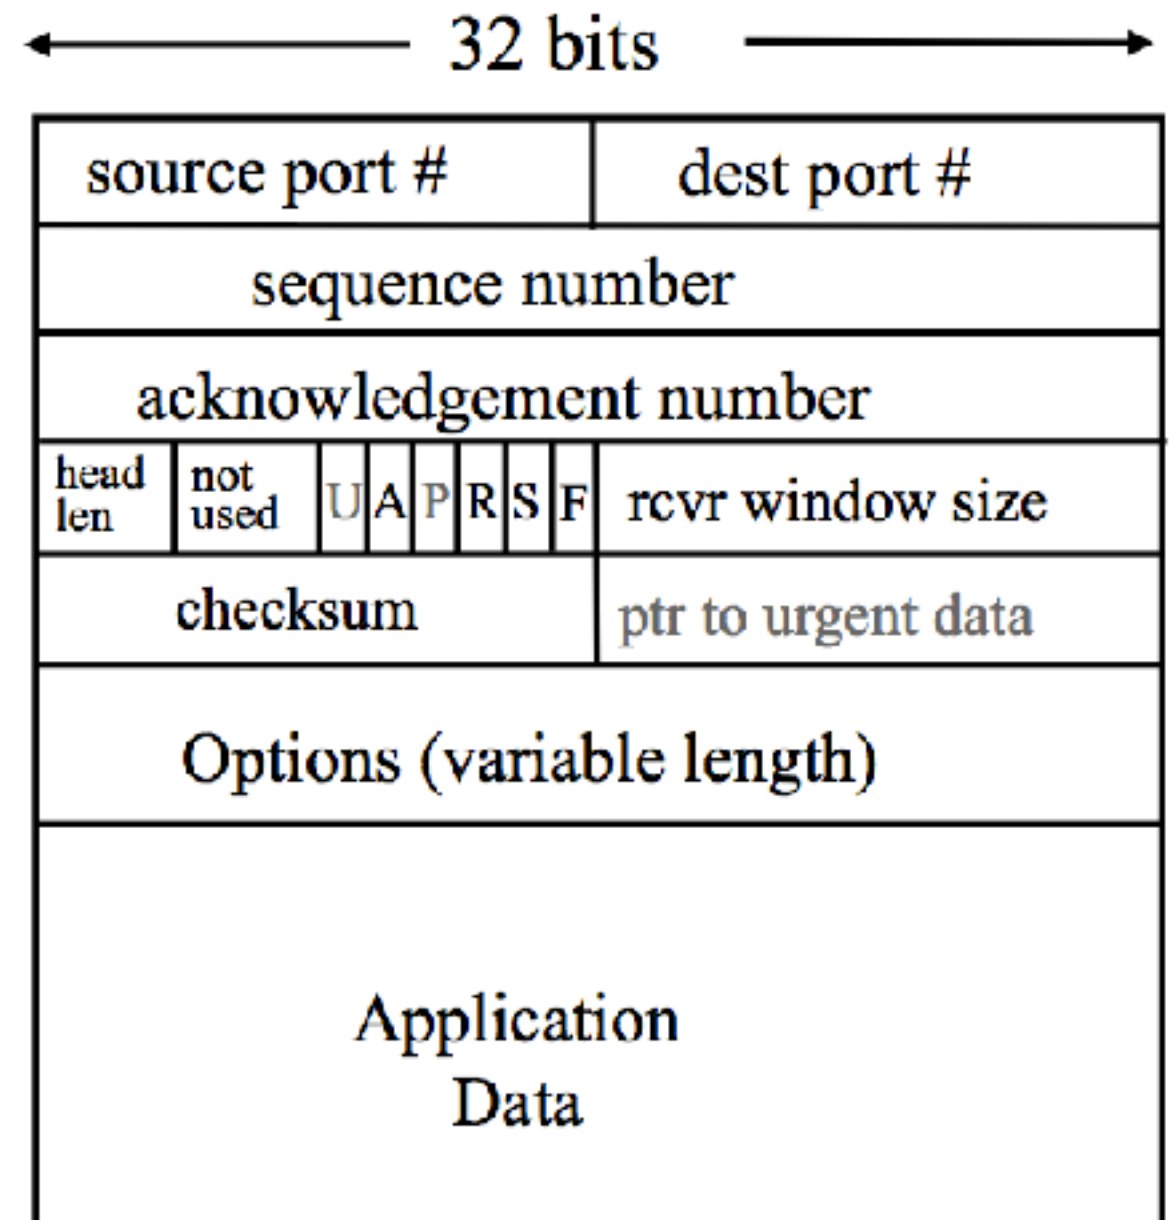 32 bits
source port # dest port #
sequence number
acknowledgement number
head len not used U A P R S F rcvr window size
checksum ptr to urgent data
Options (variable length)
Application
Data